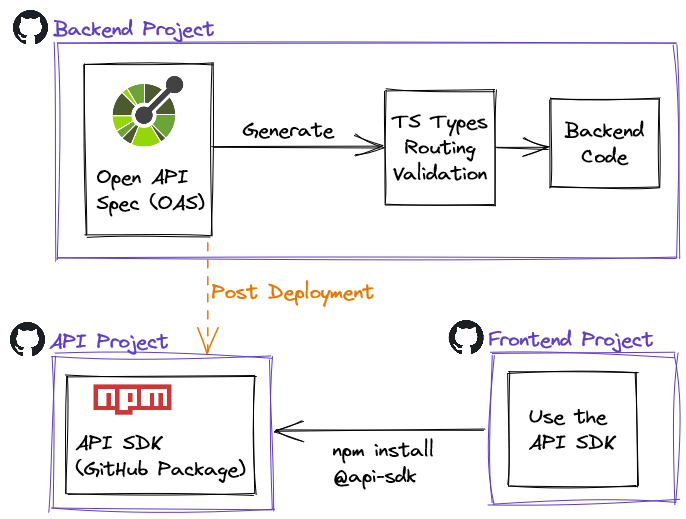 Backend Project
Generate
TS Types
Routing
Validation
Backend
Code
Open API
Spec (OAS)
Post Deployment
API Project
Frontend Project
npm
API SDK
(GitHub Package)
npm install
@api-sdk
Use the
API SDK